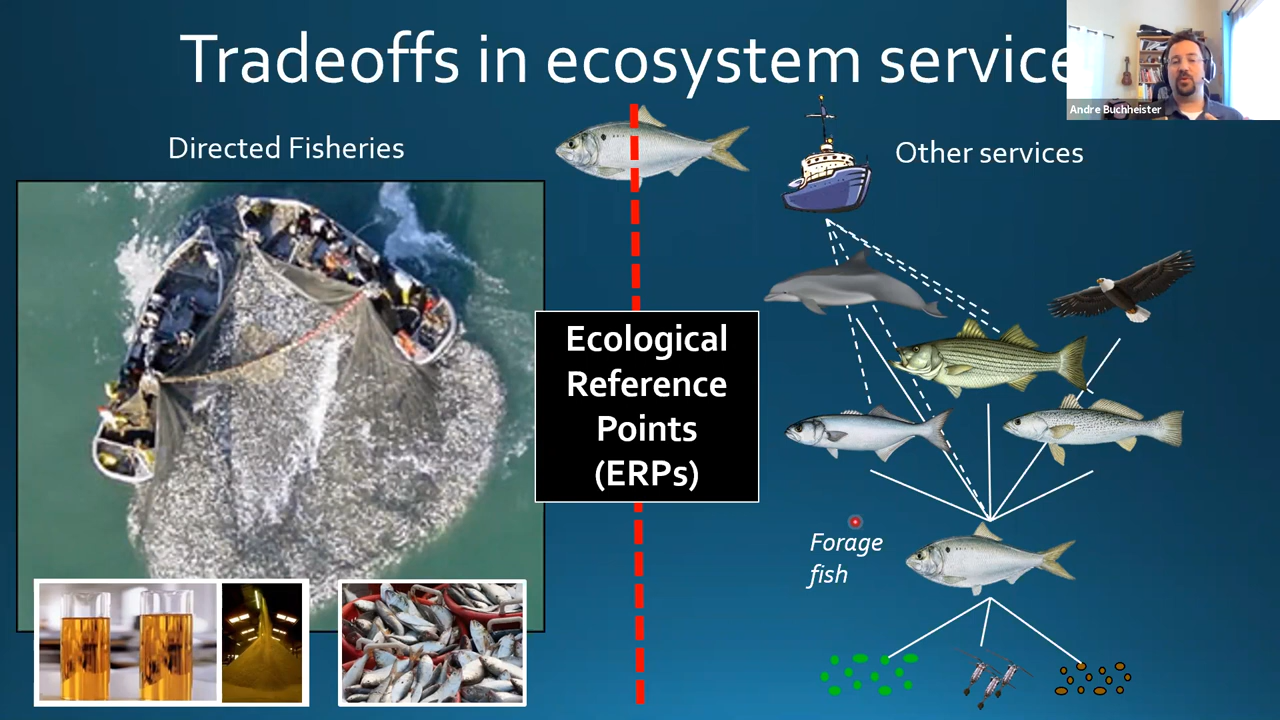 Tradeoffs in ecosystem service
Andre Buchheister
Directed Fisheries
Other services
Ecological
Reference
Points
(ERPs)
Forage
fish